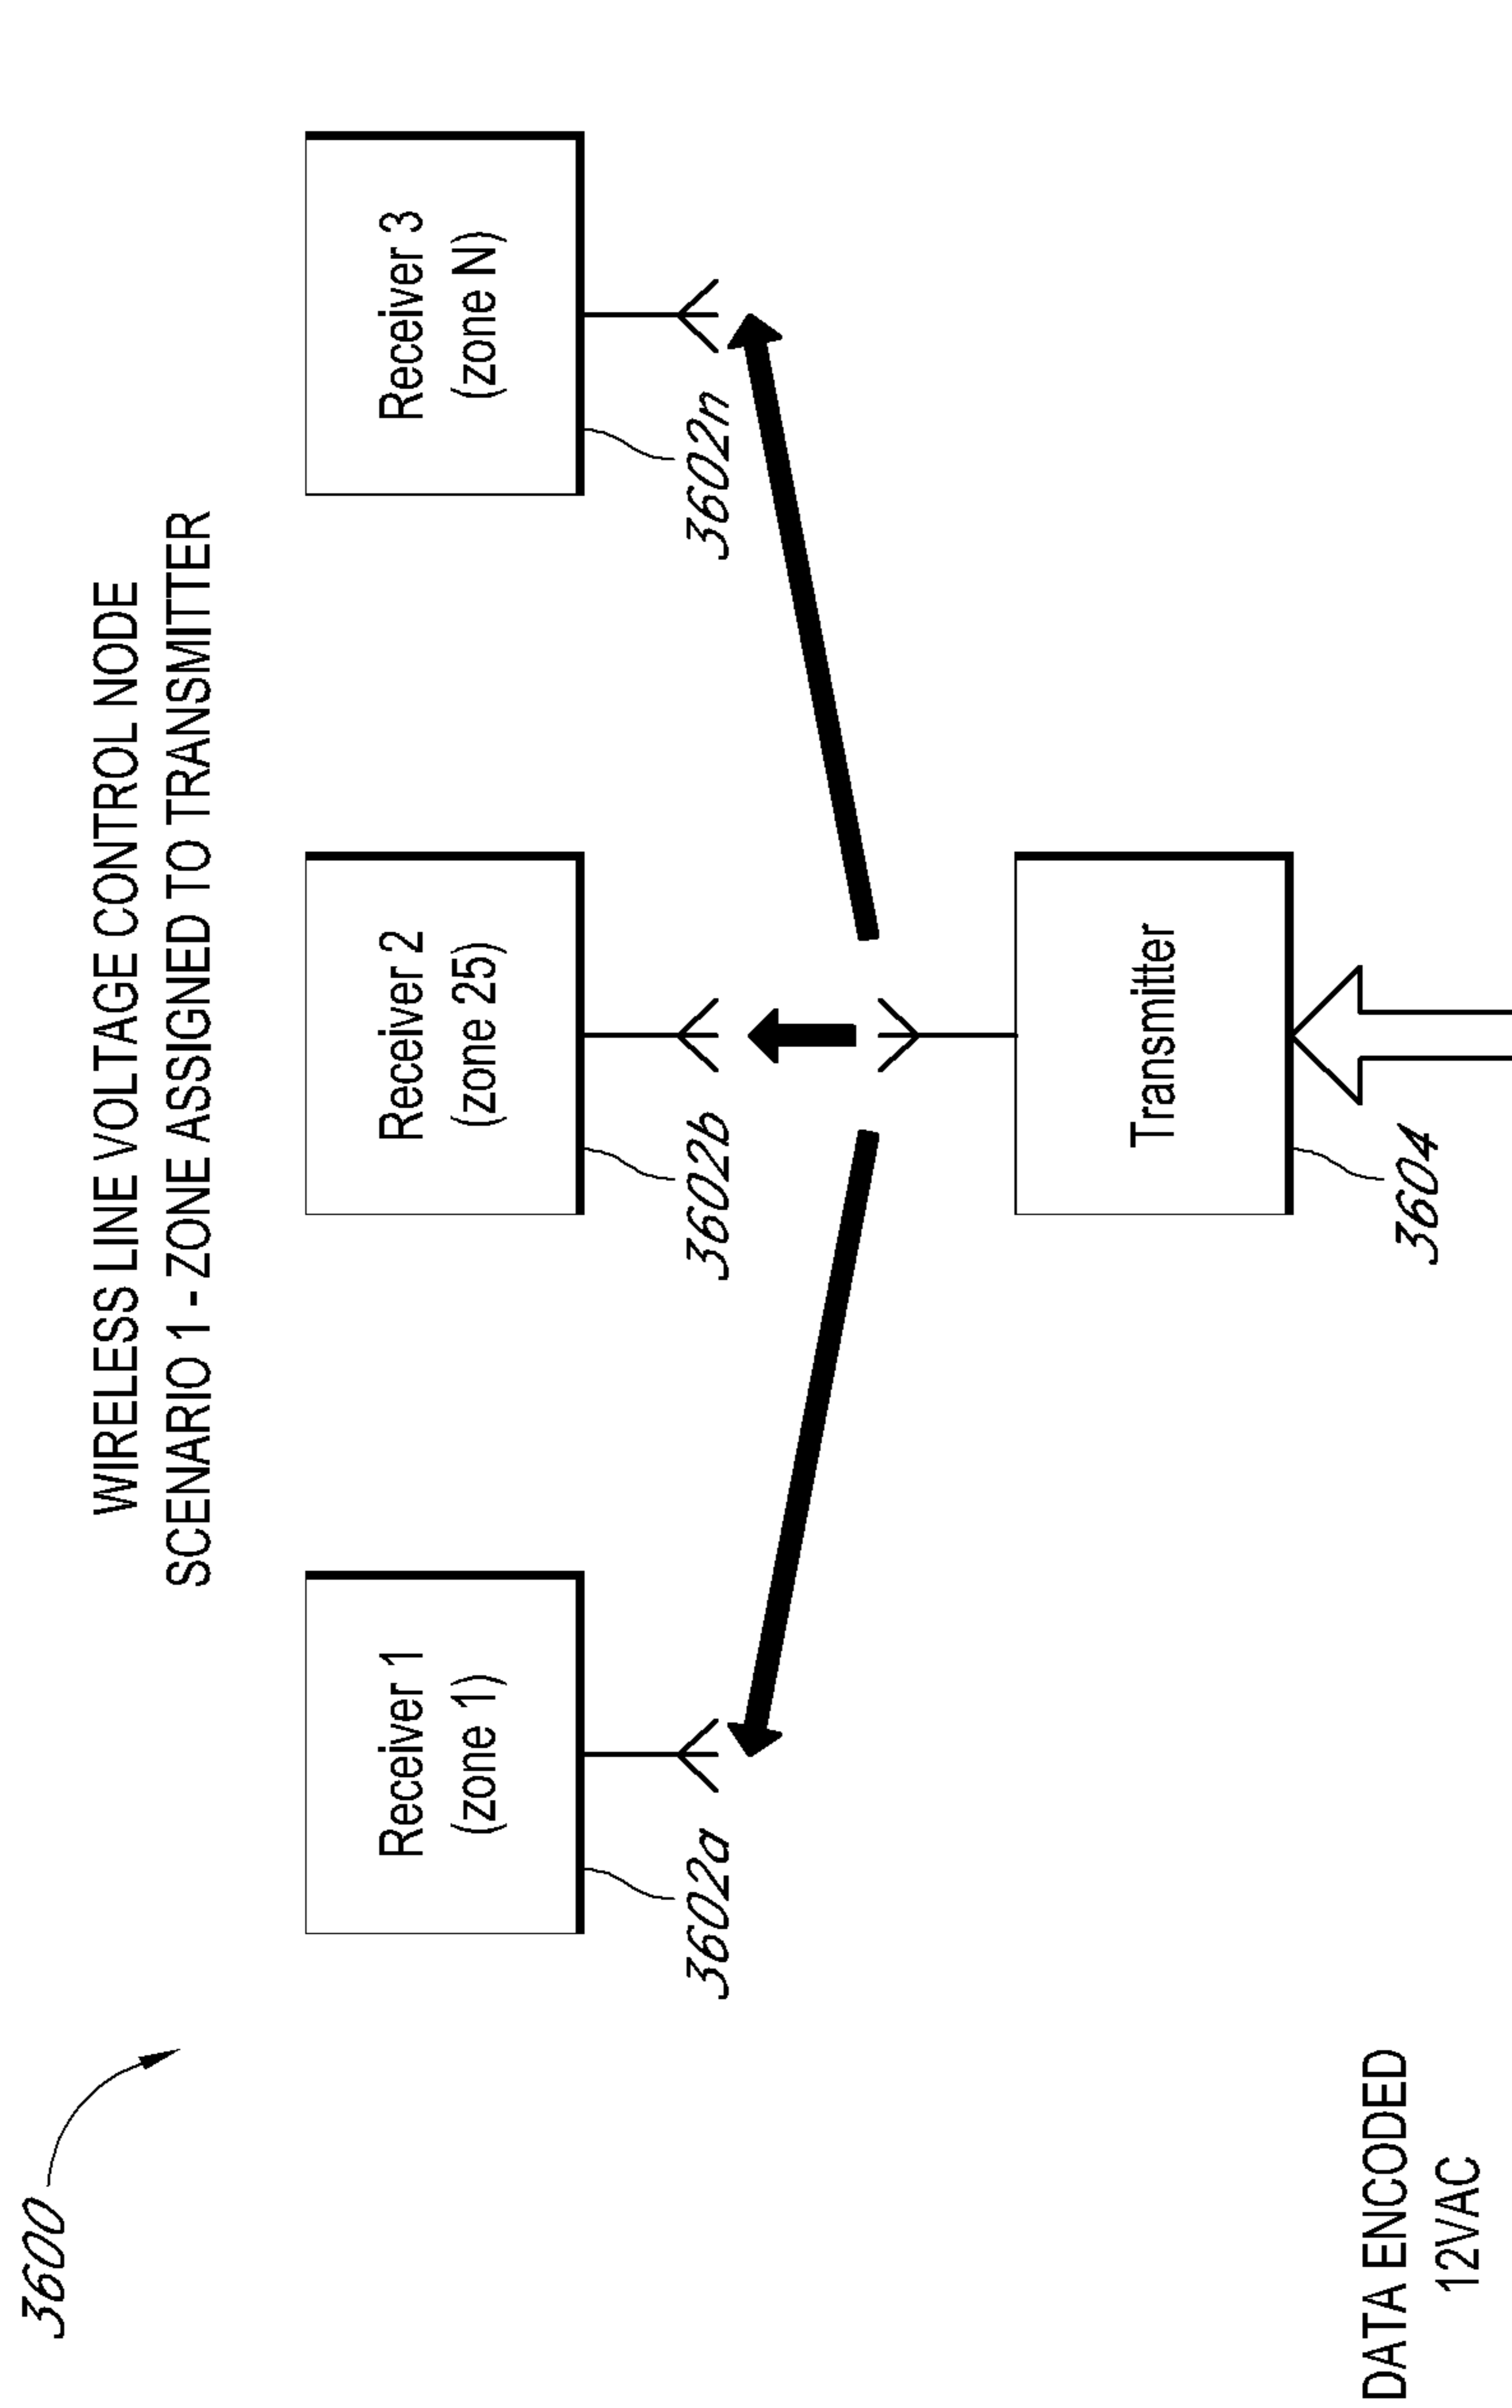 3600
WIRELESS LINE VOLTAGE CONTROL NODE
SCENARIO 1 - ZONE ASSIGNED TO TRANSMITTER
Receiver 1
(zone 1)
3602a
Receiver 2
(zone 25)
3602b
Receiver 3
(zone N)
3602n
Transmitter
3604
DATA ENCODED
12VAC